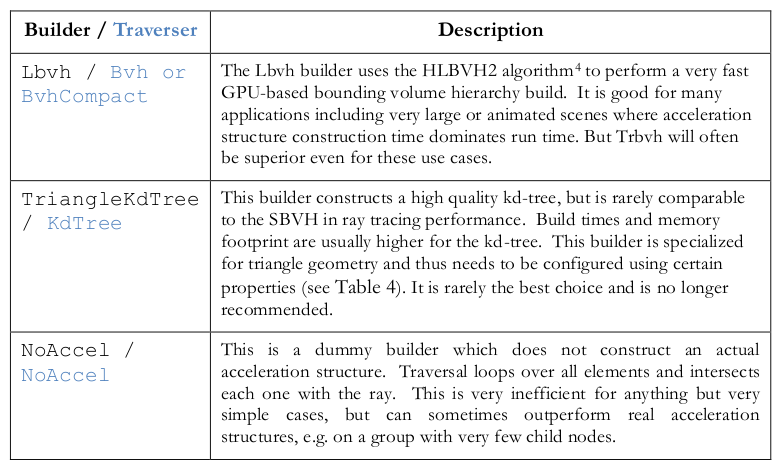 Builder / Traverser
Description
Lbvh / Bvh or
BvhCompact
The Lbvh builder uses the HLBVH2 algorithm⁴ to perform a very fast
GPU-based bounding volume hierarchy build.  It is good for many
applications including very large or animated scenes where acceleration
structure construction time dominates run time. But Trbvh will often
be superior even for these use cases.
TriangleKdTree
/ KdTree
This builder constructs a high quality kd-tree, but is rarely comparable
to the SBVH in ray tracing performance.  Build times and memory
footprint are usually higher for the kd-tree.  This builder is specialized
for triangle geometry and thus needs to be configured using certain
properties (see Table 4). It is rarely the best choice and is no longer
recommended.
NoAccel /
NoAccel
This is a dummy builder which does not construct an actual
acceleration structure.  Traversal loops over all elements and intersects
each one with the ray.  This is very inefficient for anything but very
simple cases, but can sometimes outperform real acceleration
structures, e.g. on a group with very few child nodes.